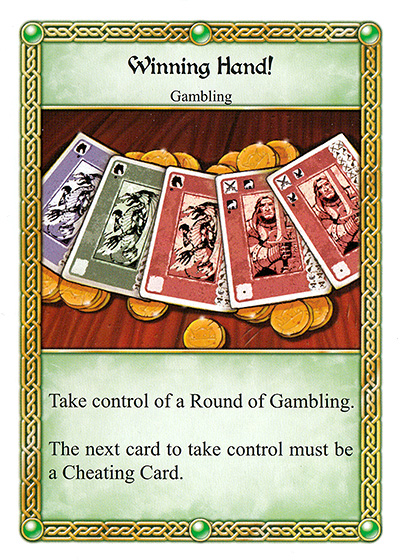 Winning Hand!
Gambling
Take control of a Round of Gambling.
The next card to take control must be
a Cheating Card.